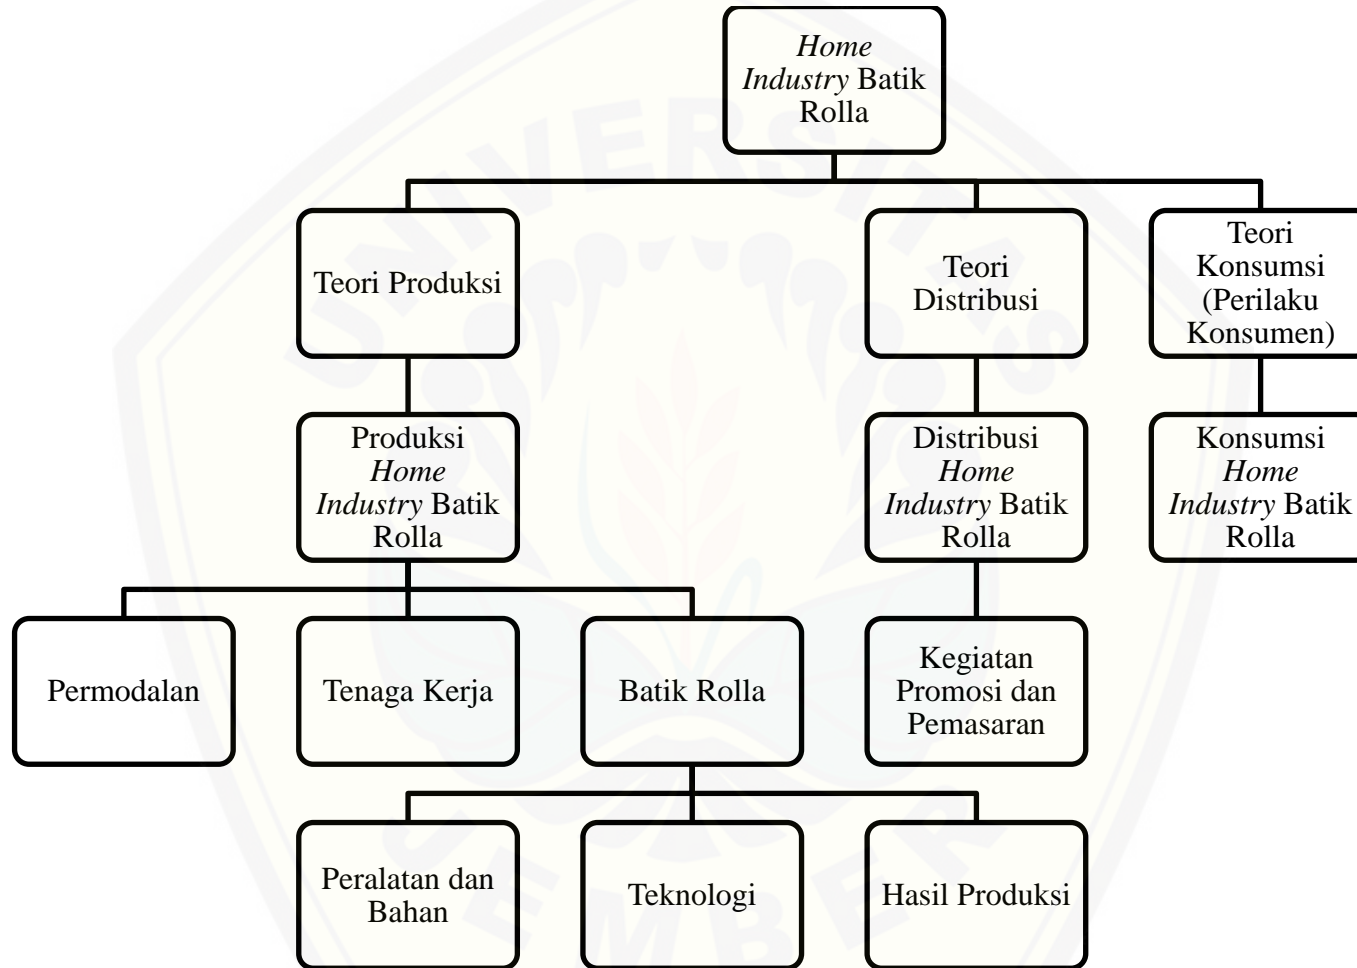 Home
Industry Batik
Rolla
Teori Produksi
Teori
Distribusi
Teori
Konsumsi
(Perilaku
Konsumen)
Produksi
Home
Industry Batik
Rolla
Distribusi
Home
Industry Batik
Rolla
Konsumsi
Home
Industry Batik
Rolla
Permodalan
Tenaga Kerja
Batik Rolla
Kegiatan
Promosi dan
Pemasaran
Peralatan dan
Bahan
Teknologi
Hasil Produksi
UNIVERSITAS
JEMBER